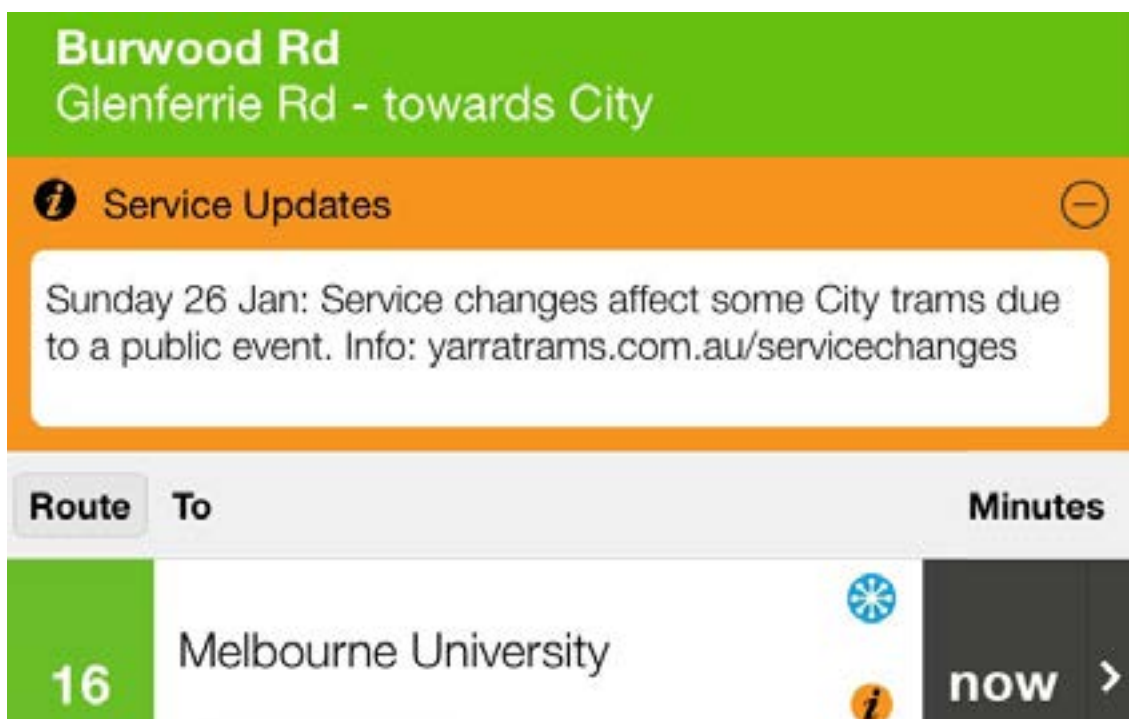 Burwood Rd
Glenferrie Rd - towards City
i Service Updates
Sunday 26 Jan: Service changes affect some City trams due
to a public event. Info: yarratrams.com.au/servicechanges
Route To Minutes
Melbourne University
16 i now >